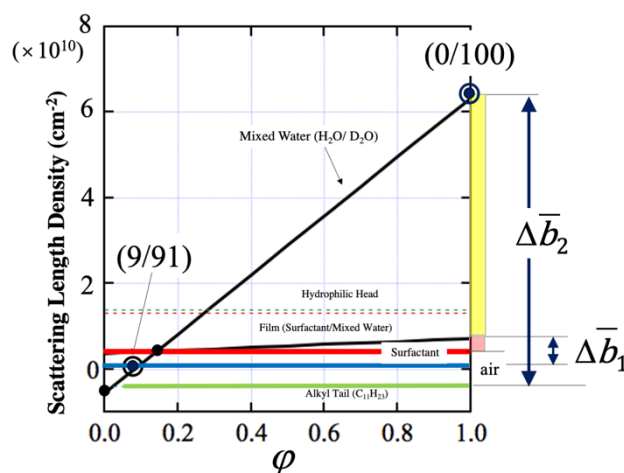 (× 10¹⁰)
8
6
4
2
0
Scattering Length Density (cm⁻²)
(0/100)
Mixed Water (H₂O/ D₂O)
(9/91)
Hydrophilic Head
Film (Surfactant/Mixed Water)
Surfactant
air
Alkyl Tail (C₁₁H₂₃)
Δb̄₂
Δb̄₁
0.0
0.2
0.4
0.6
0.8
1.0
φ